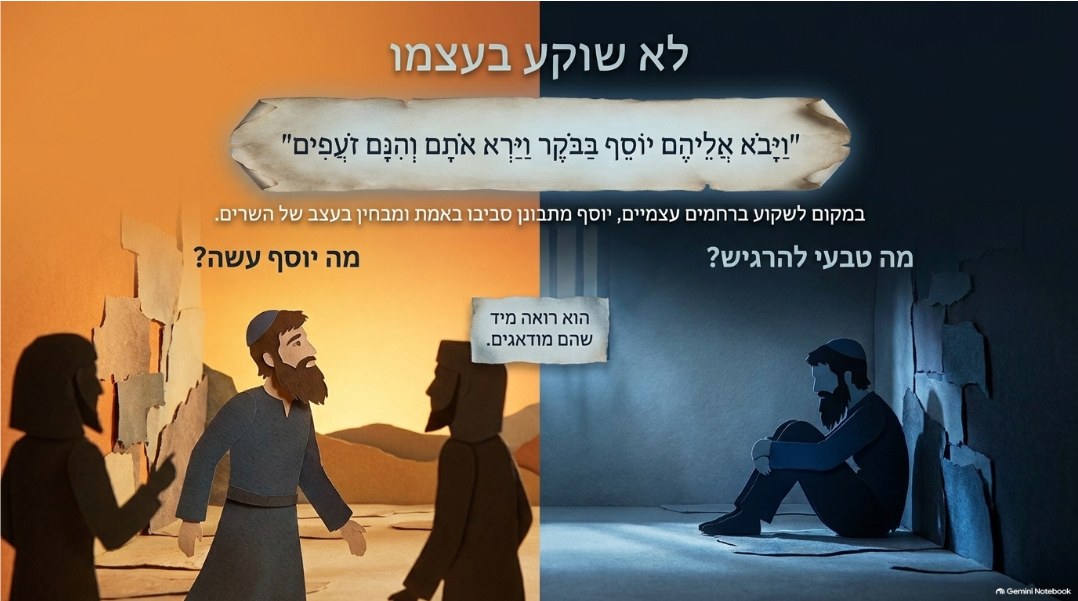 לא שוקע בעצמו
"וַיָּבֹא אֲלֵיהֶם יוֹסֵף בַּבֹּקֶר וַיַּרְא אֹתָם וְהִנָּם זֹעֲפִים"
במקום לשקוע ברחמים עצמיים, יוסף מתבונן סביבו באמת ומבחין בעצב של השרים.
מה טבעי להרגיש?
מה יוסף עשה?
הוא רואה מיד
שהם מודאגים.
Gemini Notebook